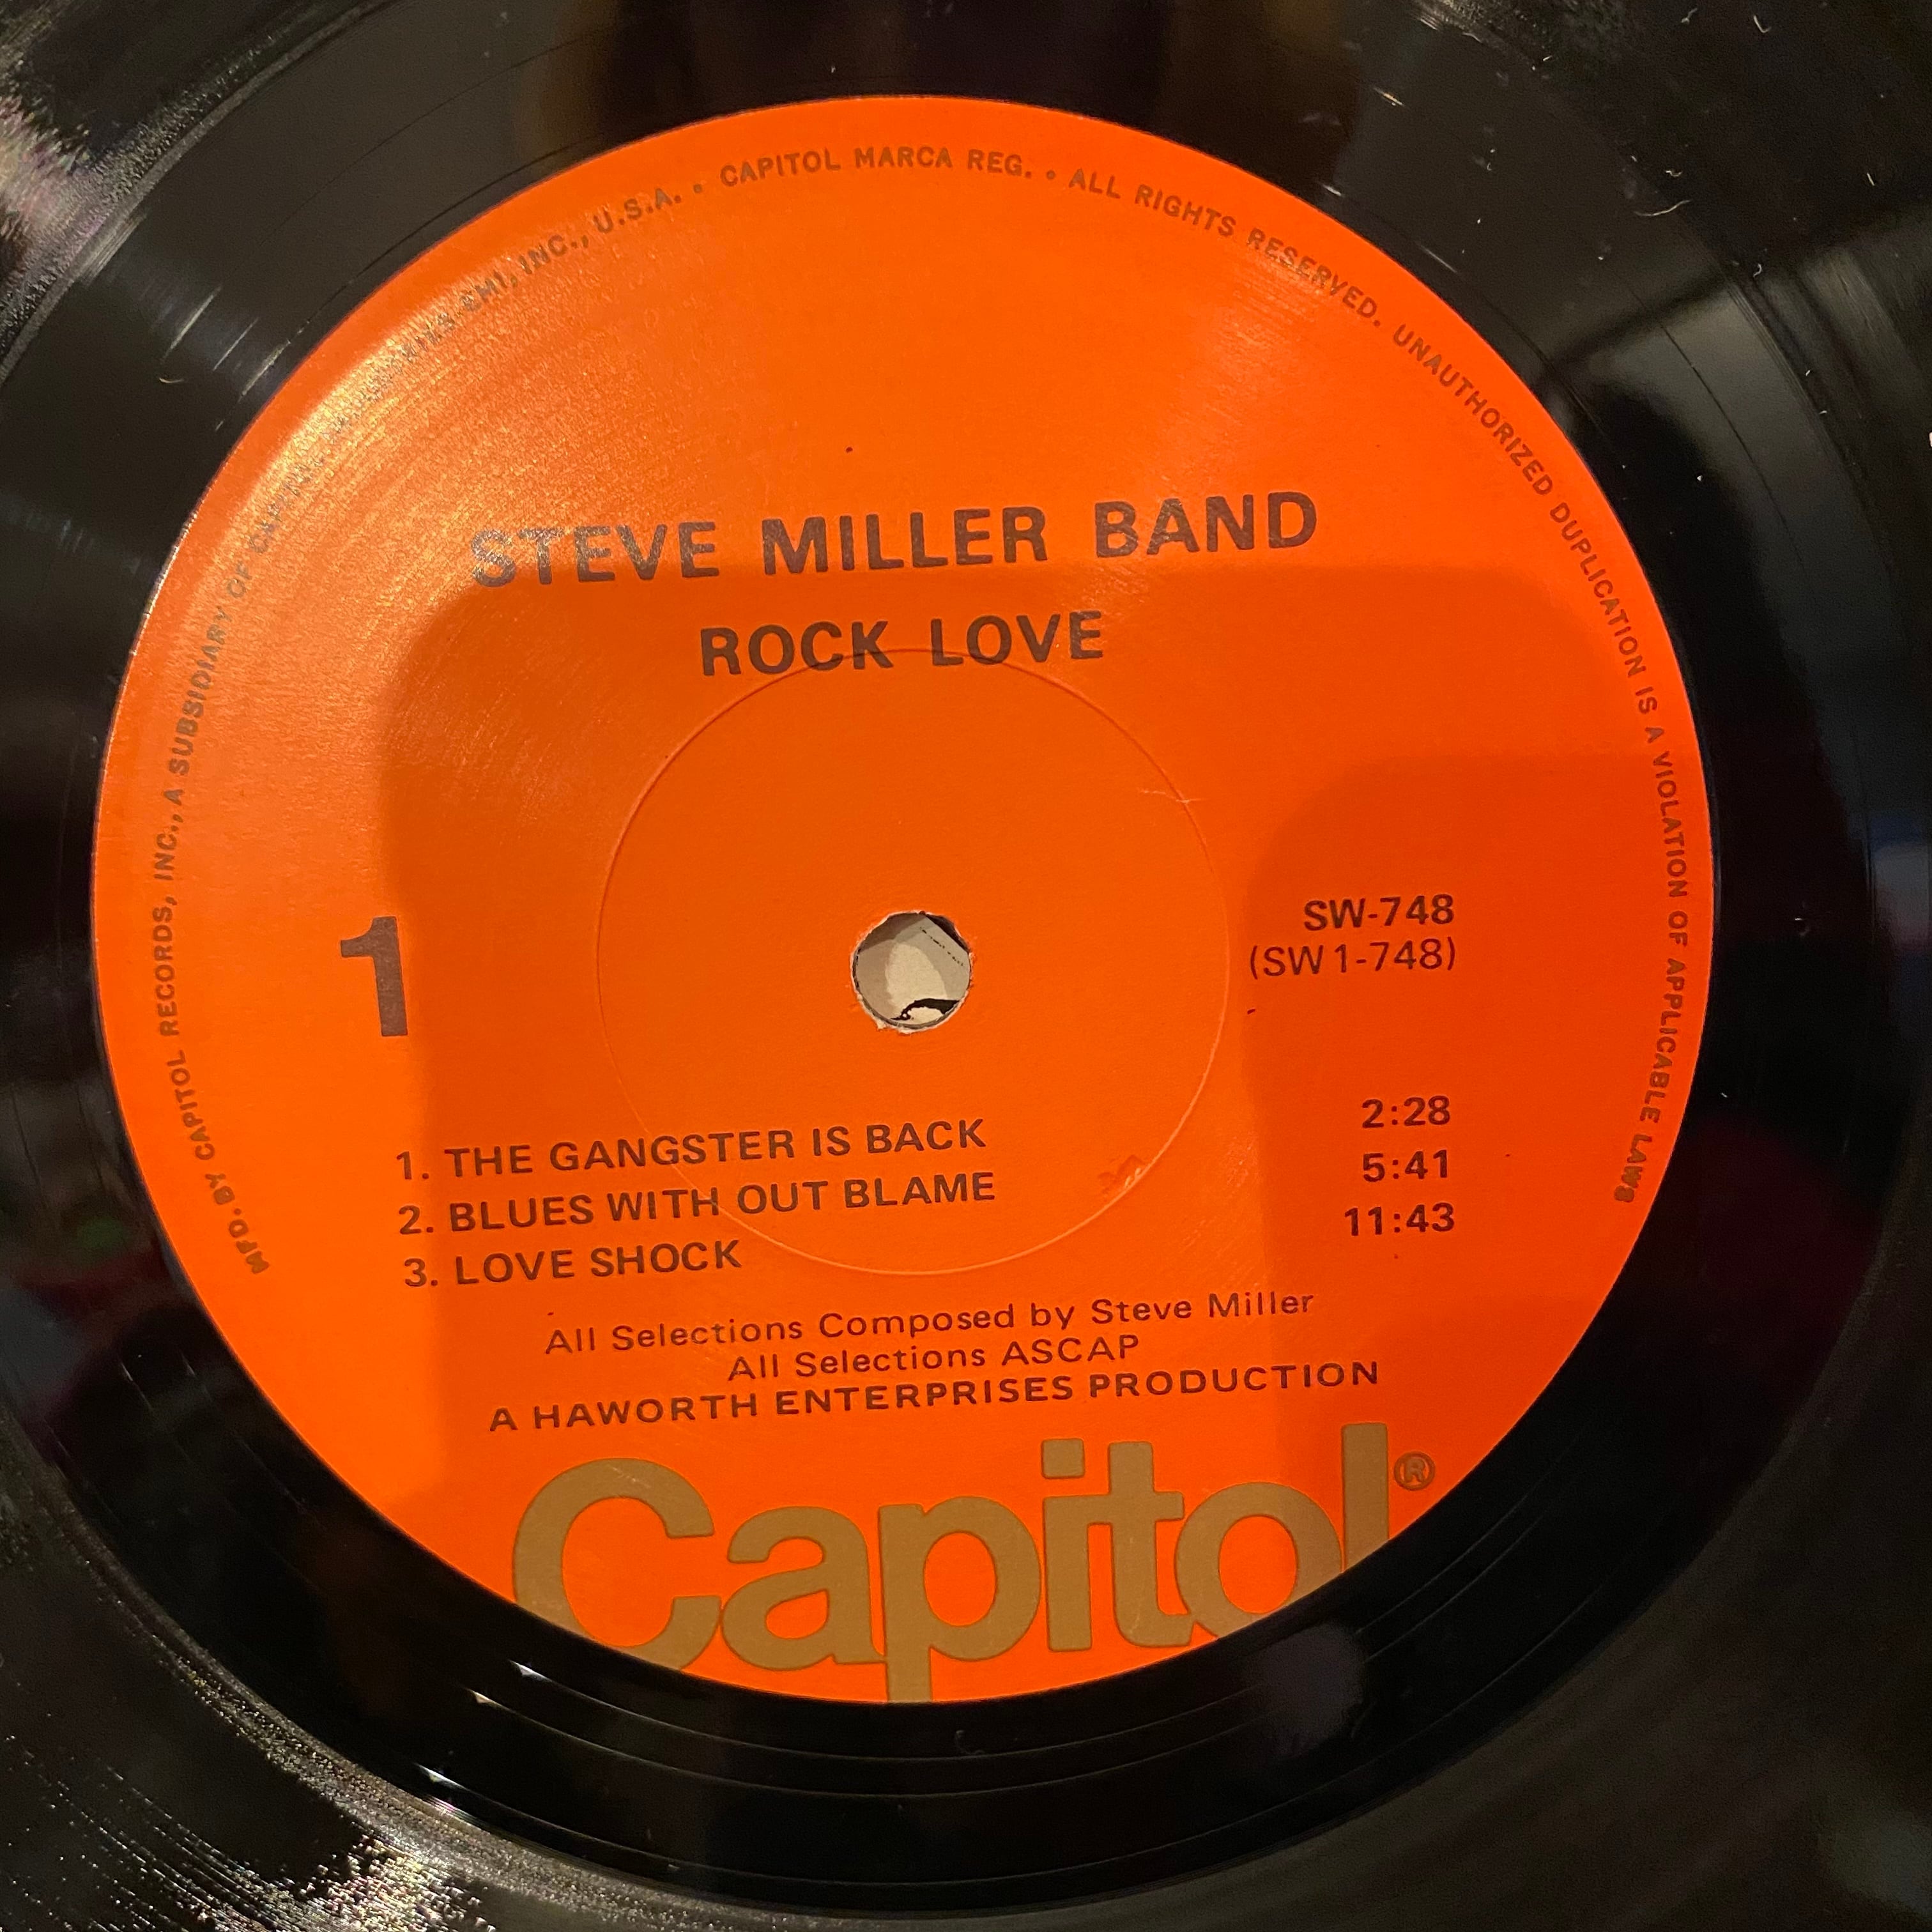 MFD. BY CAPITOL RECORDS, INC., A SUBSIDIARY OF CAPITOL INDUSTRIES-EMI, INC., U.S.A. • CAPITOL MARCA REG. • ALL RIGHTS RESERVED. UNAUTHORIZED DUPLICATION IS A VIOLATION OF APPLICABLE LAWS
STEVE MILLER BAND
ROCK LOVE
1
SW-748
(SW1-748)
1. THE GANGSTER IS BACK 2:28
2. BLUES WITH OUT BLAME 5:41
3. LOVE SHOCK 11:43
All Selections Composed by Steve Miller
All Selections ASCAP
A HAWORTH ENTERPRISES PRODUCTION
Capitol®